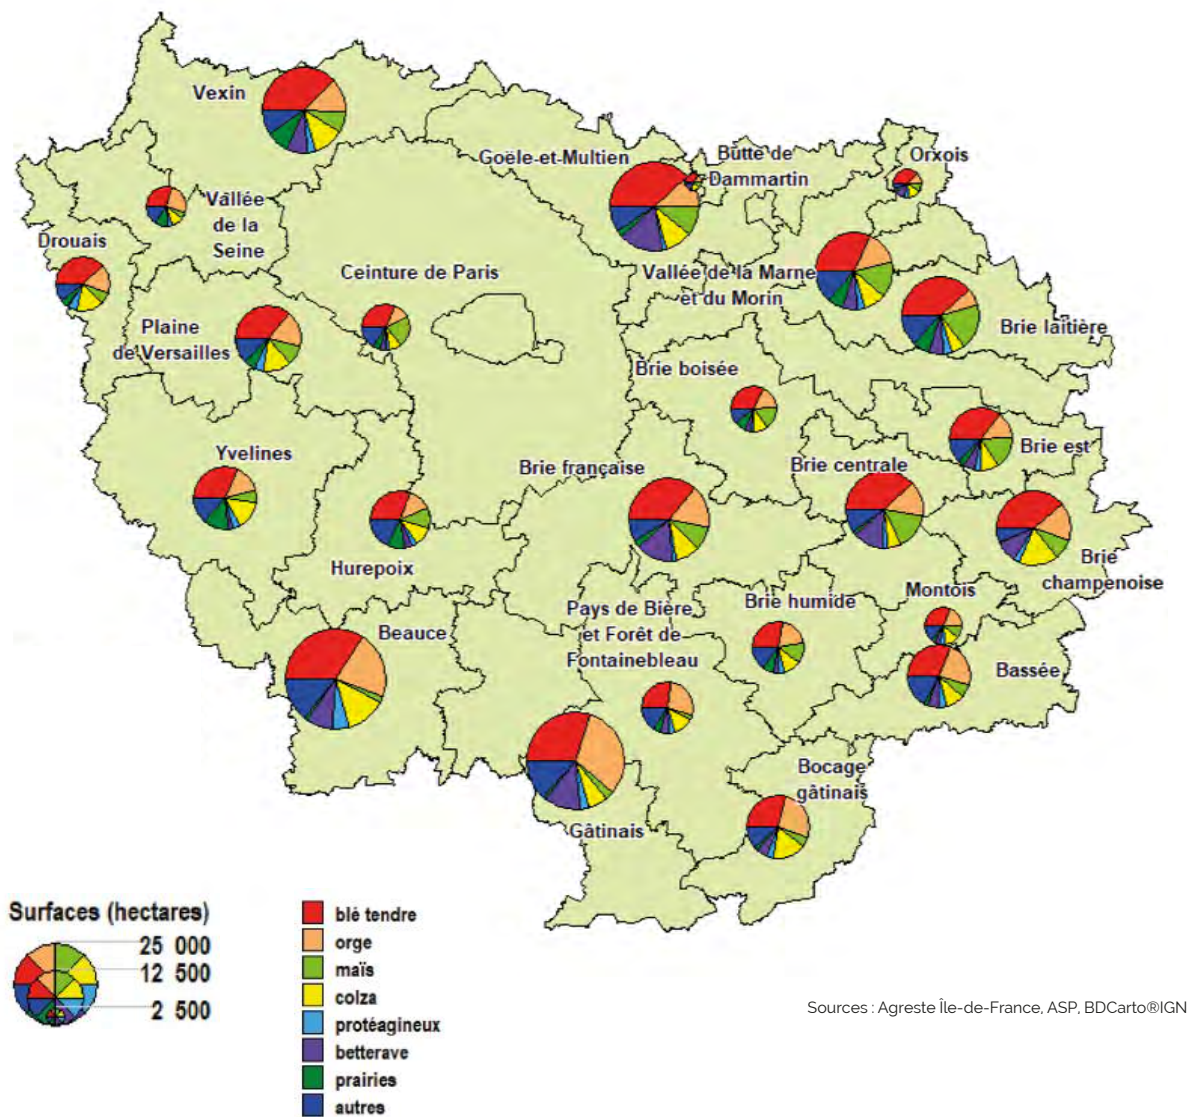 Vexin
Goële-et-Multien
Bûtte de
Dammartin
Orxois
Vallée
de la
Seine
Drouais
Ceinture de Paris
Vallée de la Marne
et du Morin
Plaine
de Versailles
Brie laîtière
Brie boisée
Yvelines
Brie française
Brie centrale
Brie est
Hurepoix
Brie
champenoise
Montois
Brie humide
Pays de Bière
et Forêt de
Fontainebleau
Beauce
Bassée
Bocage
gâtinais
Gâtinais
Surfaces (hectares)
25 000
12 500
2 500
blé tendre
orge
maïs
colza
protéagineux
betterave
prairies
autres
Sources : Agreste Île-de-France, ASP, BDCarto®IGN